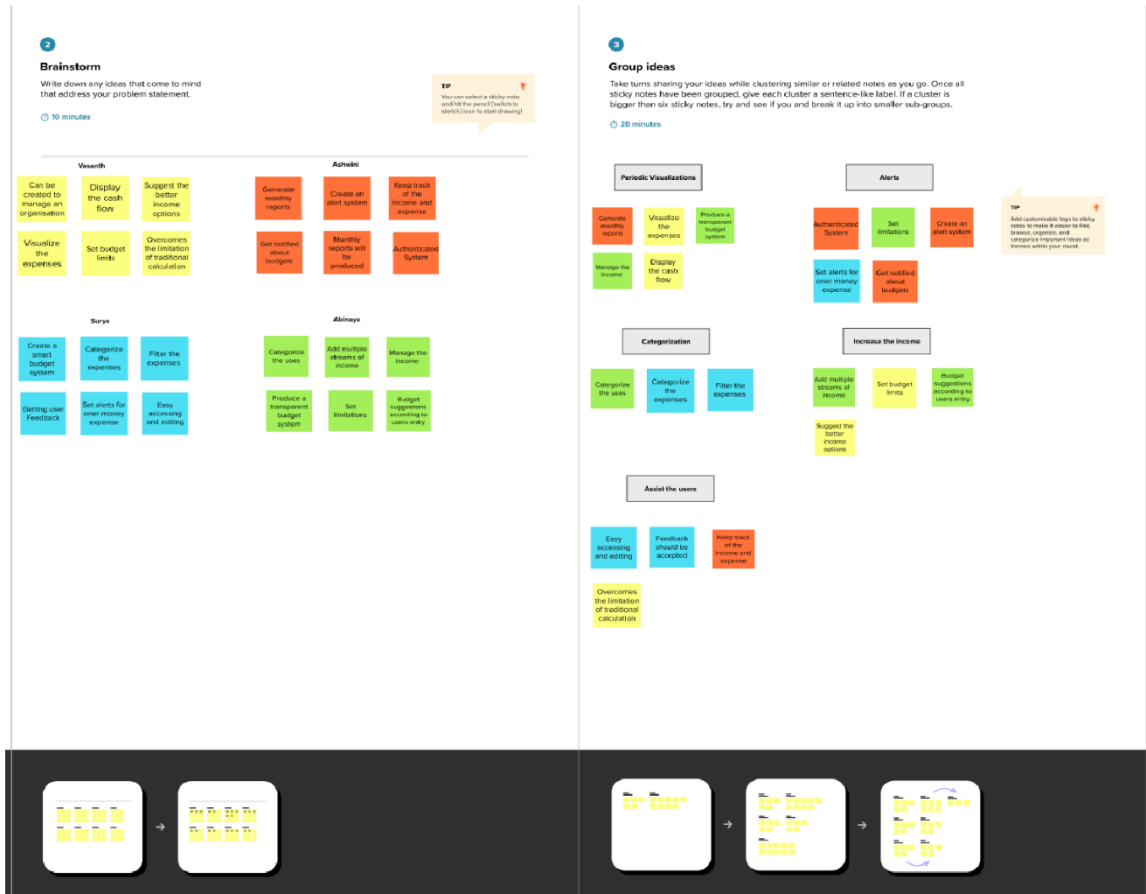 2
Brainstorm
Write down any ideas that come to mind
that address your problem statement.
10 minutes
TIP
You can select a sticky note
and hit the pencil [switch to
sketch] icon to start drawing!
Vasanth
Can be
created to
manage an
organisation
Display
the cash
flow
Suggest the
better
income
options
Visualize
the
expenses
Set budget
limits
Overcomes
the limitation
of traditional
calculation
Ashwini
Generate
monthly
reports
Create an
alert system
Keep track
of the
income and
expense
Get notified
about
budgets
Monthly
reports will
be
produced
Authenticated
System
Surya
Create a
smart
budget
system
Categorize
the
expenses
Filter the
expenses
Getting user
Feedback
Set alerts for
oner money
expense
Easy
accessing
and editing
Abinaya
Categorize
the uses
Add multiple
streams of
income
Manage the
income
Produce a
transparent
budget
system
Set
limitations
Budget
suggestions
according to
users entry
3
Group ideas
Take turns sharing your ideas while clustering similar or related notes as you go. Once all
sticky notes have been grouped, give each cluster a sentence-like label. If a cluster is
bigger than six sticky notes, try and see if you and break it up into smaller sub-groups.
20 minutes
TIP
Add customizable tags to sticky
notes to make it easier to find,
browse, organize, and
categorize important ideas as
themes within your mural.
Periodic Visualizations
Generate
monthly
reports
Visualize
the
expenses
Produce a
transparent
budget
system
Manage the
income
Display
the cash
flow
Alerts
Authenticated
System
Set
limitations
Create an
alert system
Set alerts for
oner money
expense
Get notified
about
budgets
Categorization
Categorize
the uses
Categorize
the
expenses
Filter the
expenses
Increase the income
Add multiple
streams of
income
Set budget
limits
Budget
suggestions
according to
users entry
Suggest the
better
income
options
Assist the users
Easy
accessing
and editing
Feedback
should be
accepted
Keep track
of the
income and
expense
Overcomes
the limitation
of traditional
calculation